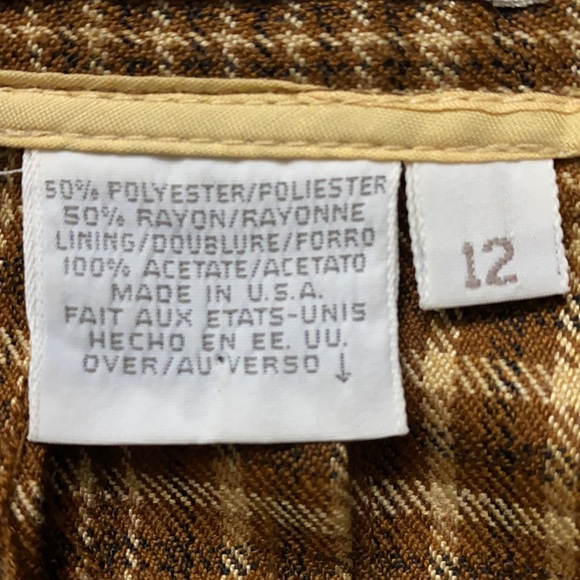 50% POLYESTER/POLIESTER
50% RAYON/RAYONNE
LINING/DOUBLURE/FORRO
100% ACETATE/ACETATO
MADE IN U.S.A.
FAIT AUX ETATS-UNIS
HECHO EN EE. UU.
OVER/AU VERSO ↓
12